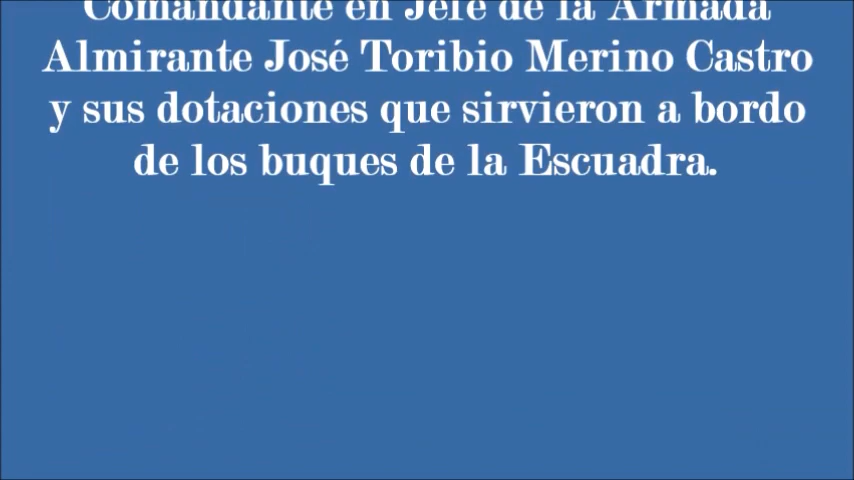 Comandante en Jefe de la Armada
Almirante José Toribio Merino Castro
y sus dotaciones que sirvieron a bordo
de los buques de la Escuadra.